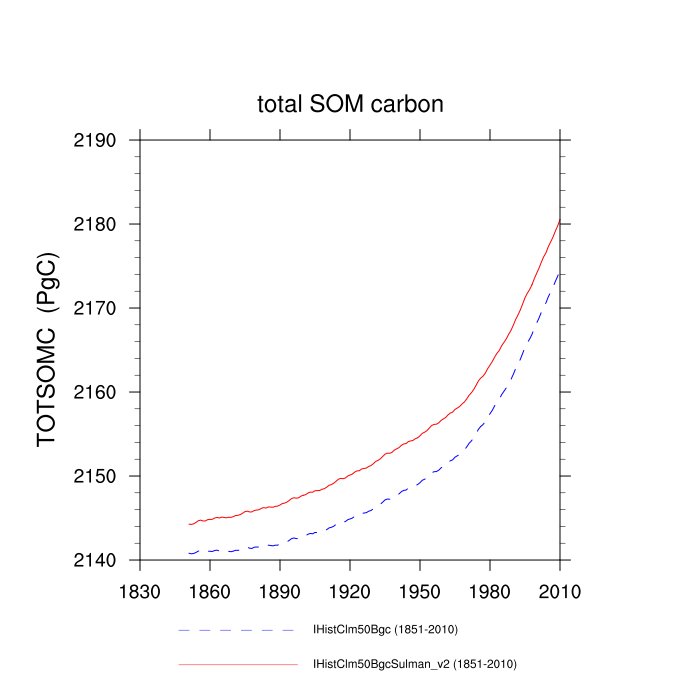 total SOM carbon
2190
2180
2170
2160
2150
2140
TOTSOMC (PgC)
1830 1860 1890 1920 1950 1980 2010
IHistClm50Bgc (1851-2010)
IHistClm50BgcSulman_v2 (1851-2010)